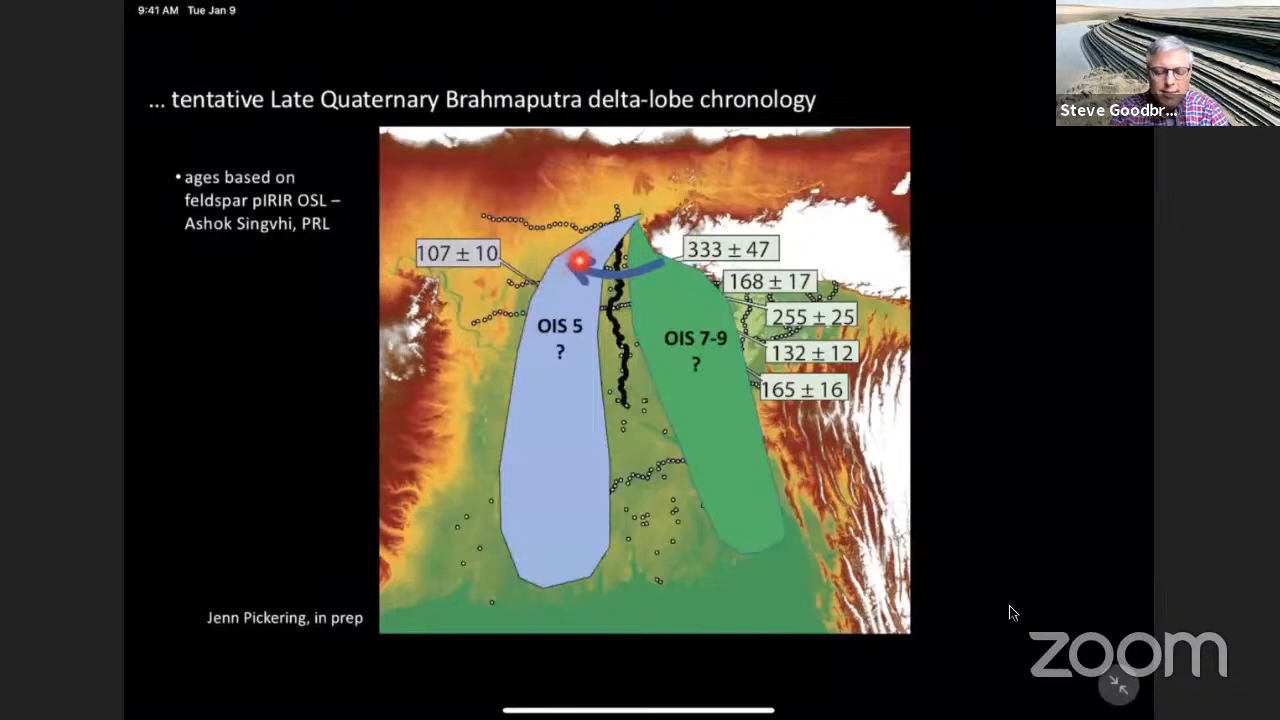 9:41 AM Tue Jan 9
Steve Goodbr...
... tentative Late Quaternary Brahmaputra delta-lobe chronology
• ages based on
feldspar pIRIR OSL –
Ashok Singvhi, PRL
107 ± 10
333 ± 47
168 ± 17
255 ± 25
132 ± 12
165 ± 16
OIS 5
?
OIS 7-9
?
Jenn Pickering, in prep
zoom